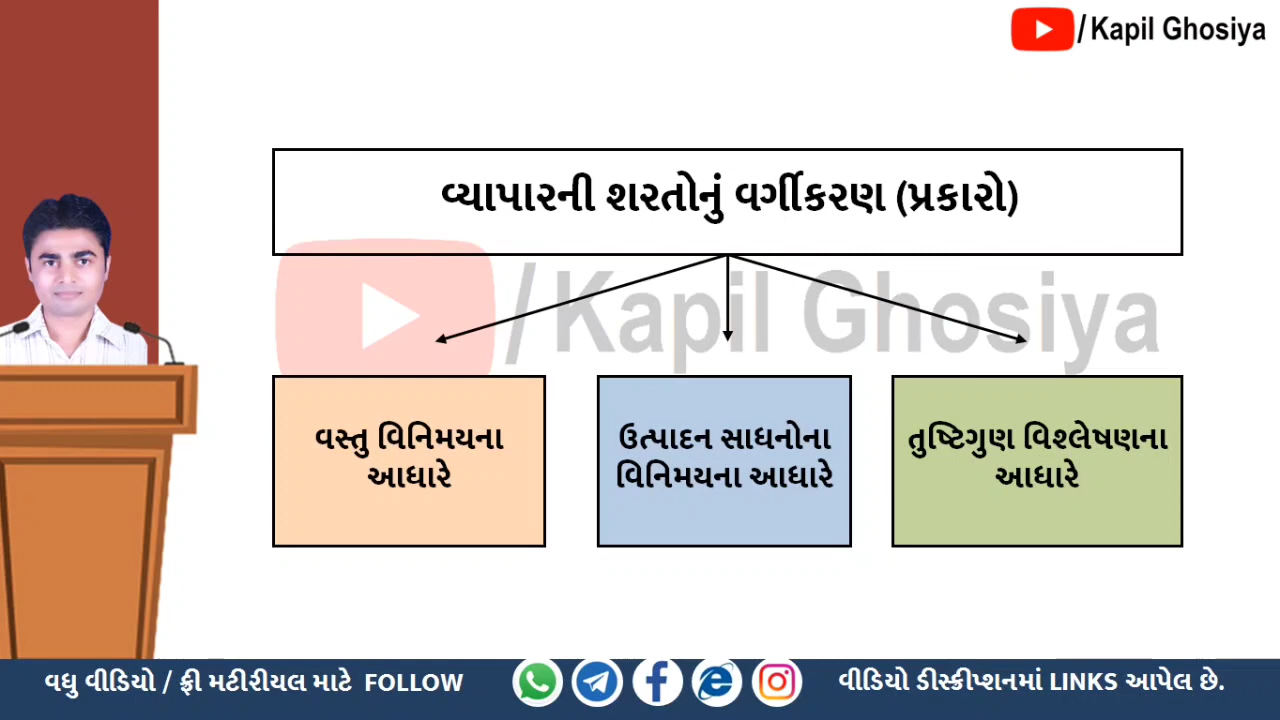 /Kapil Ghosiya
વ્યાપારની શરતોનું વર્ગીકરણ (પ્રકારો)
/Kapil Ghosiya
વસ્તુ વિનિમયના
આધારે
ઉત્પાદન સાધનોના
વિનિમયના આધારે
તુષ્ટિગુણ વિશ્લેષણના
આધારે
વધુ વીડિયો / ફ્રી મટીરીયલ માટે FOLLOW
વીડિયો ડીસ્ક્રીપ્શનમાં LINKS આપેલ છે.